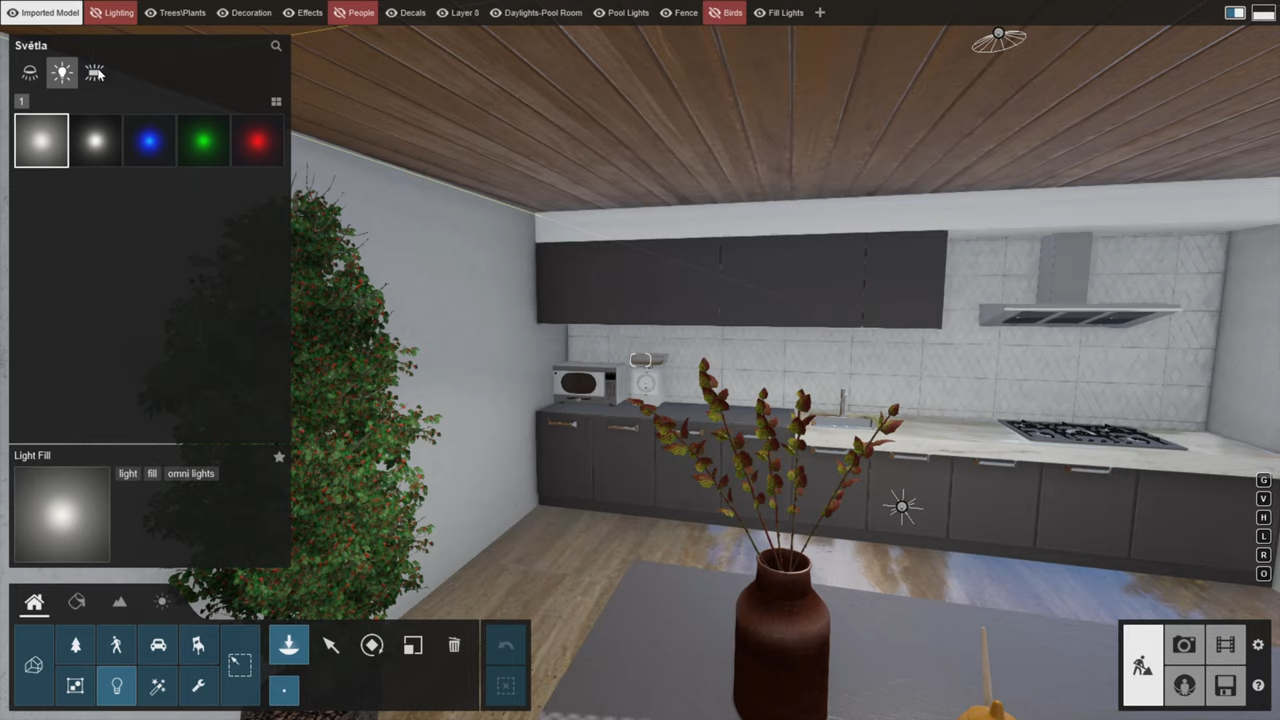 Imported Model Lighting Trees\Plants Decoration Effects People Decals Layer 8 Daylights-Pool Room Pool Lights Fence Birds Fill Lights
Světla
1
Light Fill
light fill omni lights
G
V
H
L
R
O